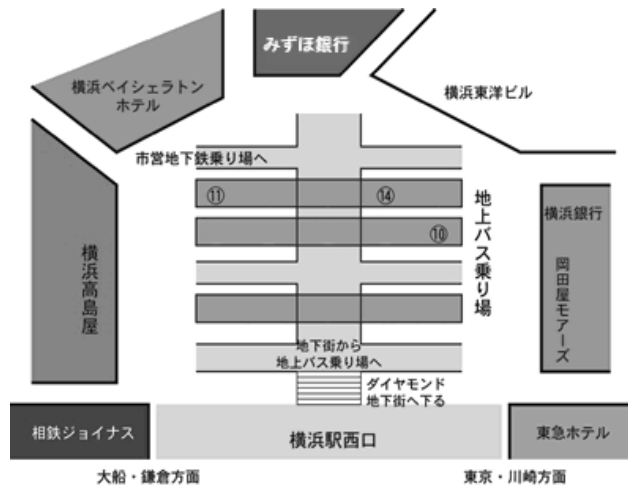 みずほ銀行
横浜ベイシェラトン
ホテル
横浜東洋ビル
市営地下鉄乗り場へ
⑪
⑭
⑩
地上バス乗り場
横浜銀行
岡田屋モアーズ
横浜高島屋
地下街から
地上バス乗り場へ
ダイヤモンド
地下街へ下る
相鉄ジョイナス
横浜駅西口
東急ホテル
大船・鎌倉方面
東京・川崎方面